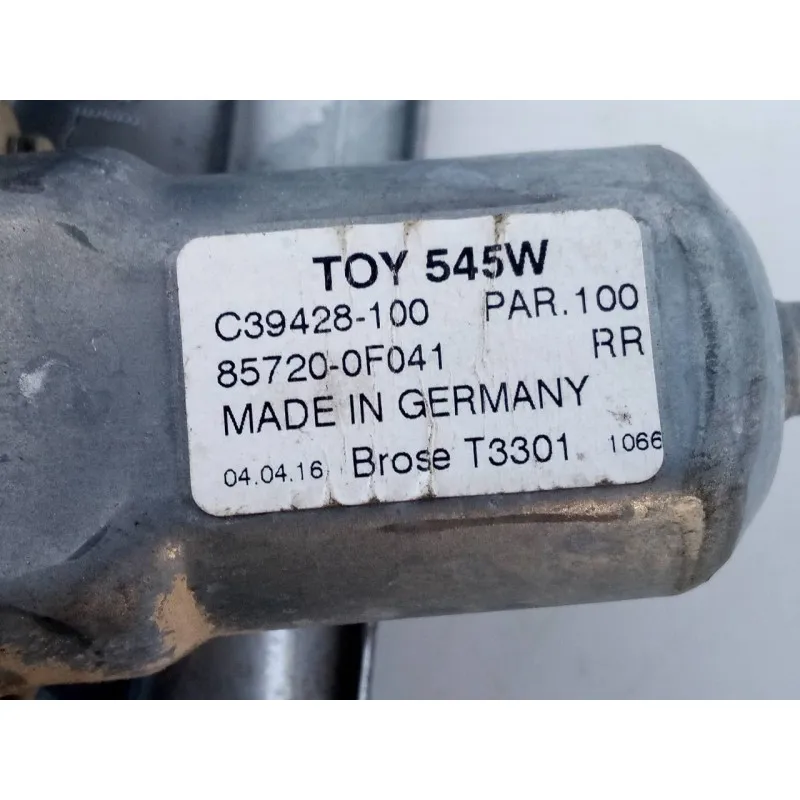 TOY 545W
C39428-100 PAR.100
85720-0F041 RR
MADE IN GERMANY
04.04.16 Brose T3301 1066